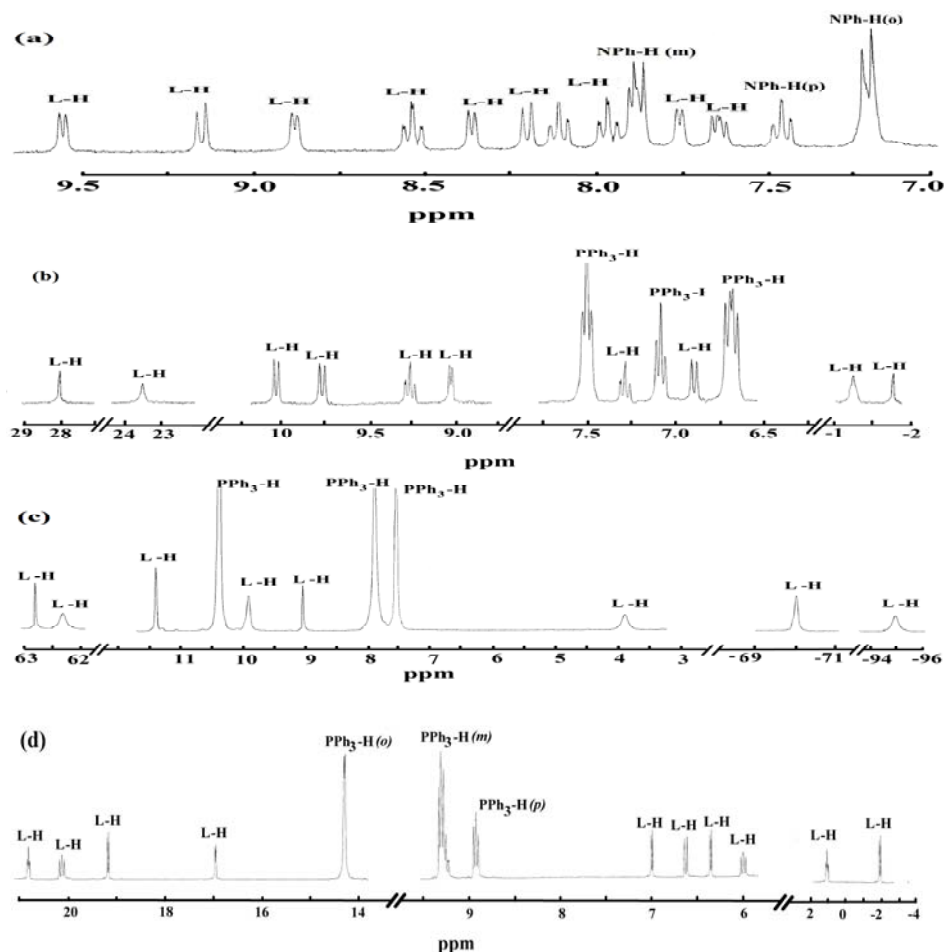 (a)
L-H L-H L-H L-H L-H L-H L-H NPh-H (m) L-H L-H NPh-H(p) NPh-H(o)
9.5 9.0 8.5 8.0 7.5 7.0
ppm
(b)
L-H L-H L-H L-H L-H L-H PPh3-H L-H PPh3-I L-H PPh3-H L-H L-H
29 28 24 23 10 9.5 9.0 7.5 7.0 6.5 -1 -2
ppm
(c)
L-H L-H L-H PPh3-H L-H L-H PPh3-H PPh3-H L-H L-H L-H
63 62 11 10 9 8 7 6 5 4 3 -69 -71 -94 -96
ppm
(d)
L-H L-H L-H L-H PPh3-H(o) PPh3-H(m) PPh3-H(p) L-H L-H L-H L-H L-H L-H
20 18 16 14 9 8 7 6 2 0 -2 -4
ppm